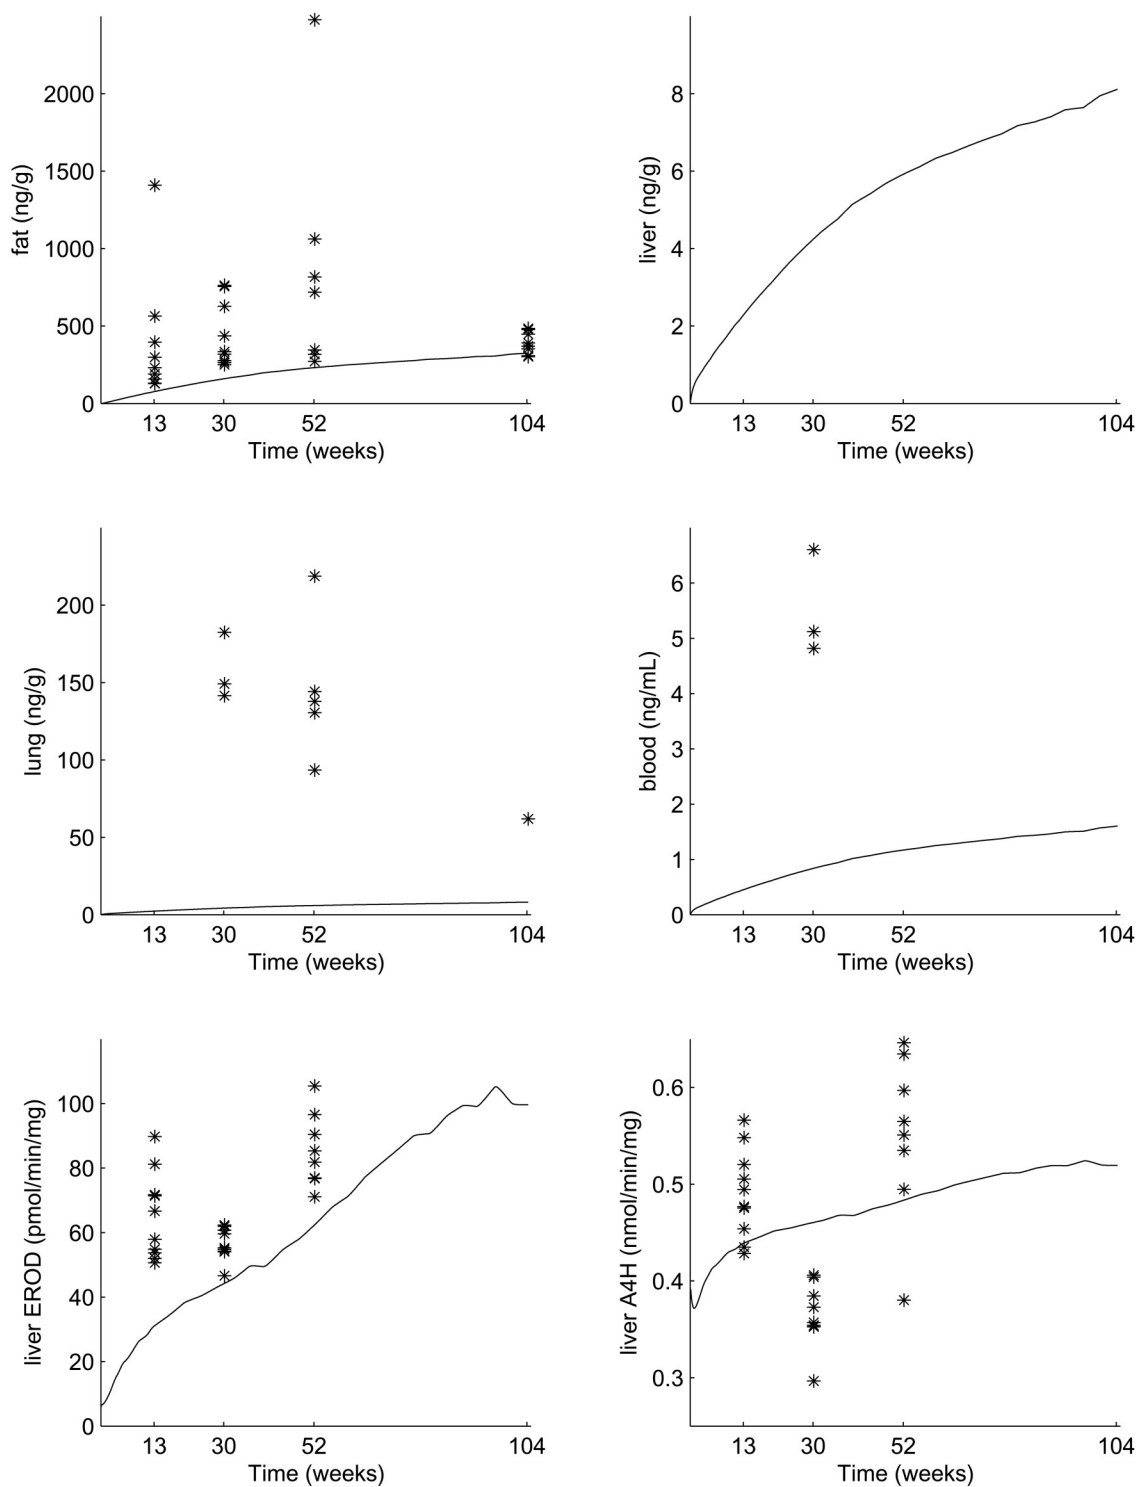 fat (ng/g)
2000
1500
1000
500
0
13 30 52 104
Time (weeks)
liver (ng/g)
8
6
4
2
0
13 30 52 104
Time (weeks)
lung (ng/g)
200
150
100
50
0
13 30 52 104
Time (weeks)
blood (ng/mL)
6
5
4
3
2
1
0
13 30 52 104
Time (weeks)
liver EROD (pmol/min/mg)
100
80
60
40
20
0
13 30 52 104
Time (weeks)
liver A4H (nmol/min/mg)
0.6
0.5
0.4
0.3
13 30 52 104
Time (weeks)